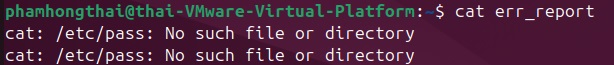 phamhongthai@thai-VMware-Virtual-Platform:~$ cat err_report
cat: /etc/pass: No such file or directory
cat: /etc/pass: No such file or directory